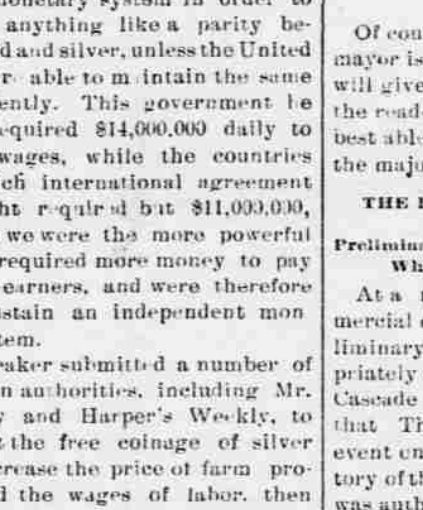 monetary system in order to
anything like a parity be-
d and silver, unless the United
r. able to m intain the same
ently. This government he
equired $14,000,000 daily to
wages, while the countries
ch international agreement
ht r quir d but $11,000,000,
we were the more powerful
required more money to pay
earners, and were therefore
stain an independent mon
tem.
eaker submitted a number of
n authorities, including Mr.
y and Harper's Weekly, to
t the free coinage of silver
crease the price of farm pro-
d the wages of labor, then
Of cou
mayor is
will give
the read
best able
the majo
THE
Prelimina
Wh
At a
mercial
liminary
priately
Cascade
that Th
event en
tory of th
was auth